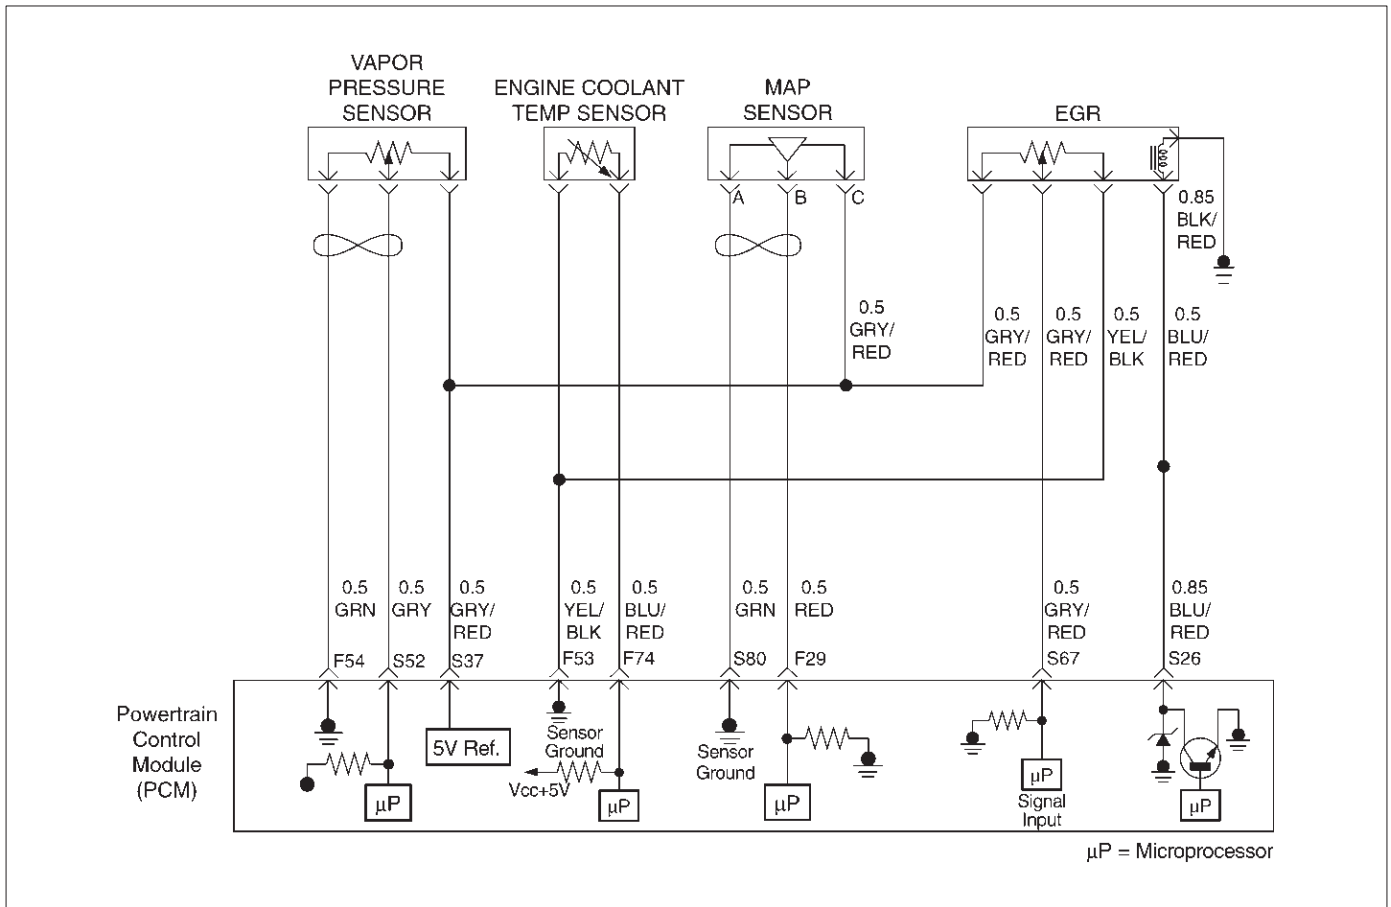 VAPOR
PRESSURE
SENSOR
ENGINE COOLANT
TEMP SENSOR
MAP
SENSOR
EGR
A
B
C
0.85
BLK/
RED
0.5
GRY/
RED
0.5
GRY/
RED
0.5
GRY/
RED
0.5
YEL/
BLK
0.5
BLU/
RED
0.5
GRN
0.5
GRY
0.5
GRY/
RED
0.5
YEL/
BLK
0.5
BLU/
RED
0.5
GRN
0.5
RED
0.5
GRY/
RED
0.85
BLU/
RED
F54
S52
S37
F53
F74
S80
F29
S67
S26
Powertrain
Control
Module
(PCM)
5V Ref.
Sensor
Ground
Vcc+5V
Sensor
Ground
µP
µP
µP
µP
Signal
Input
µP
µP = Microprocessor